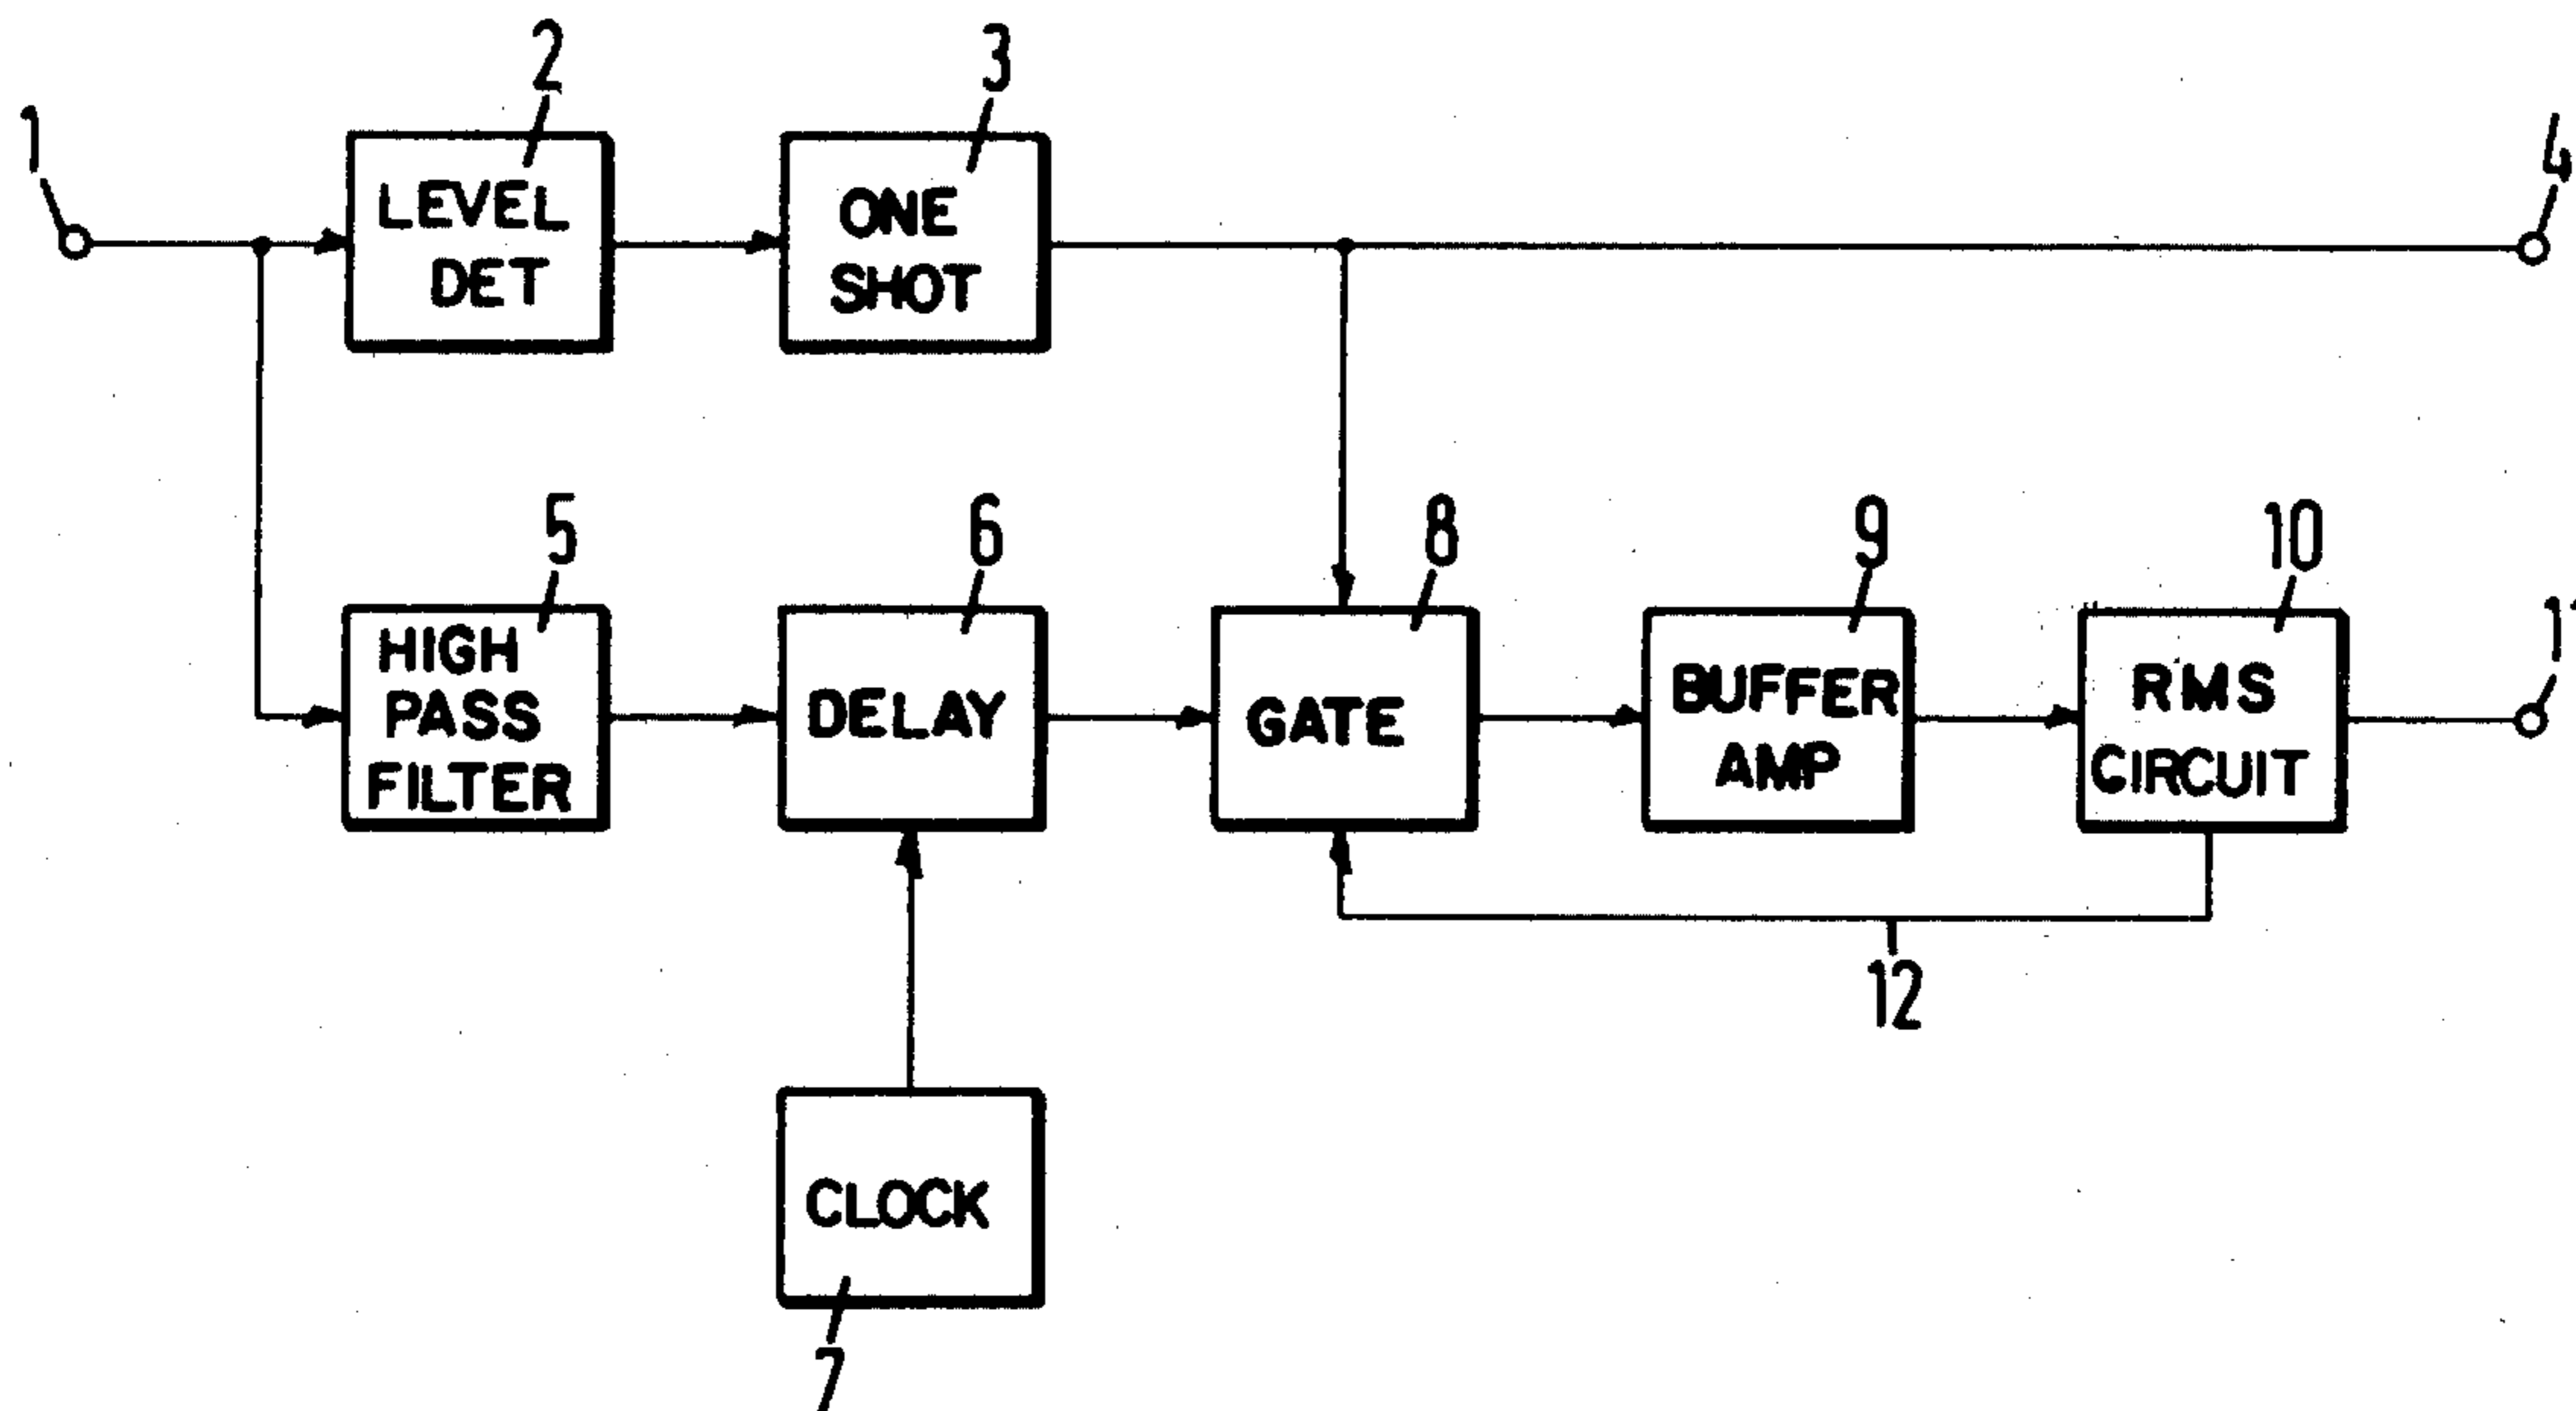 2
3
1
4
LEVEL
DET
ONE
SHOT
5
6
8
9
10
HIGH
PASS
FILTER
DELAY
GATE
BUFFER
AMP
RMS
CIRCUIT
12
CLOCK
7